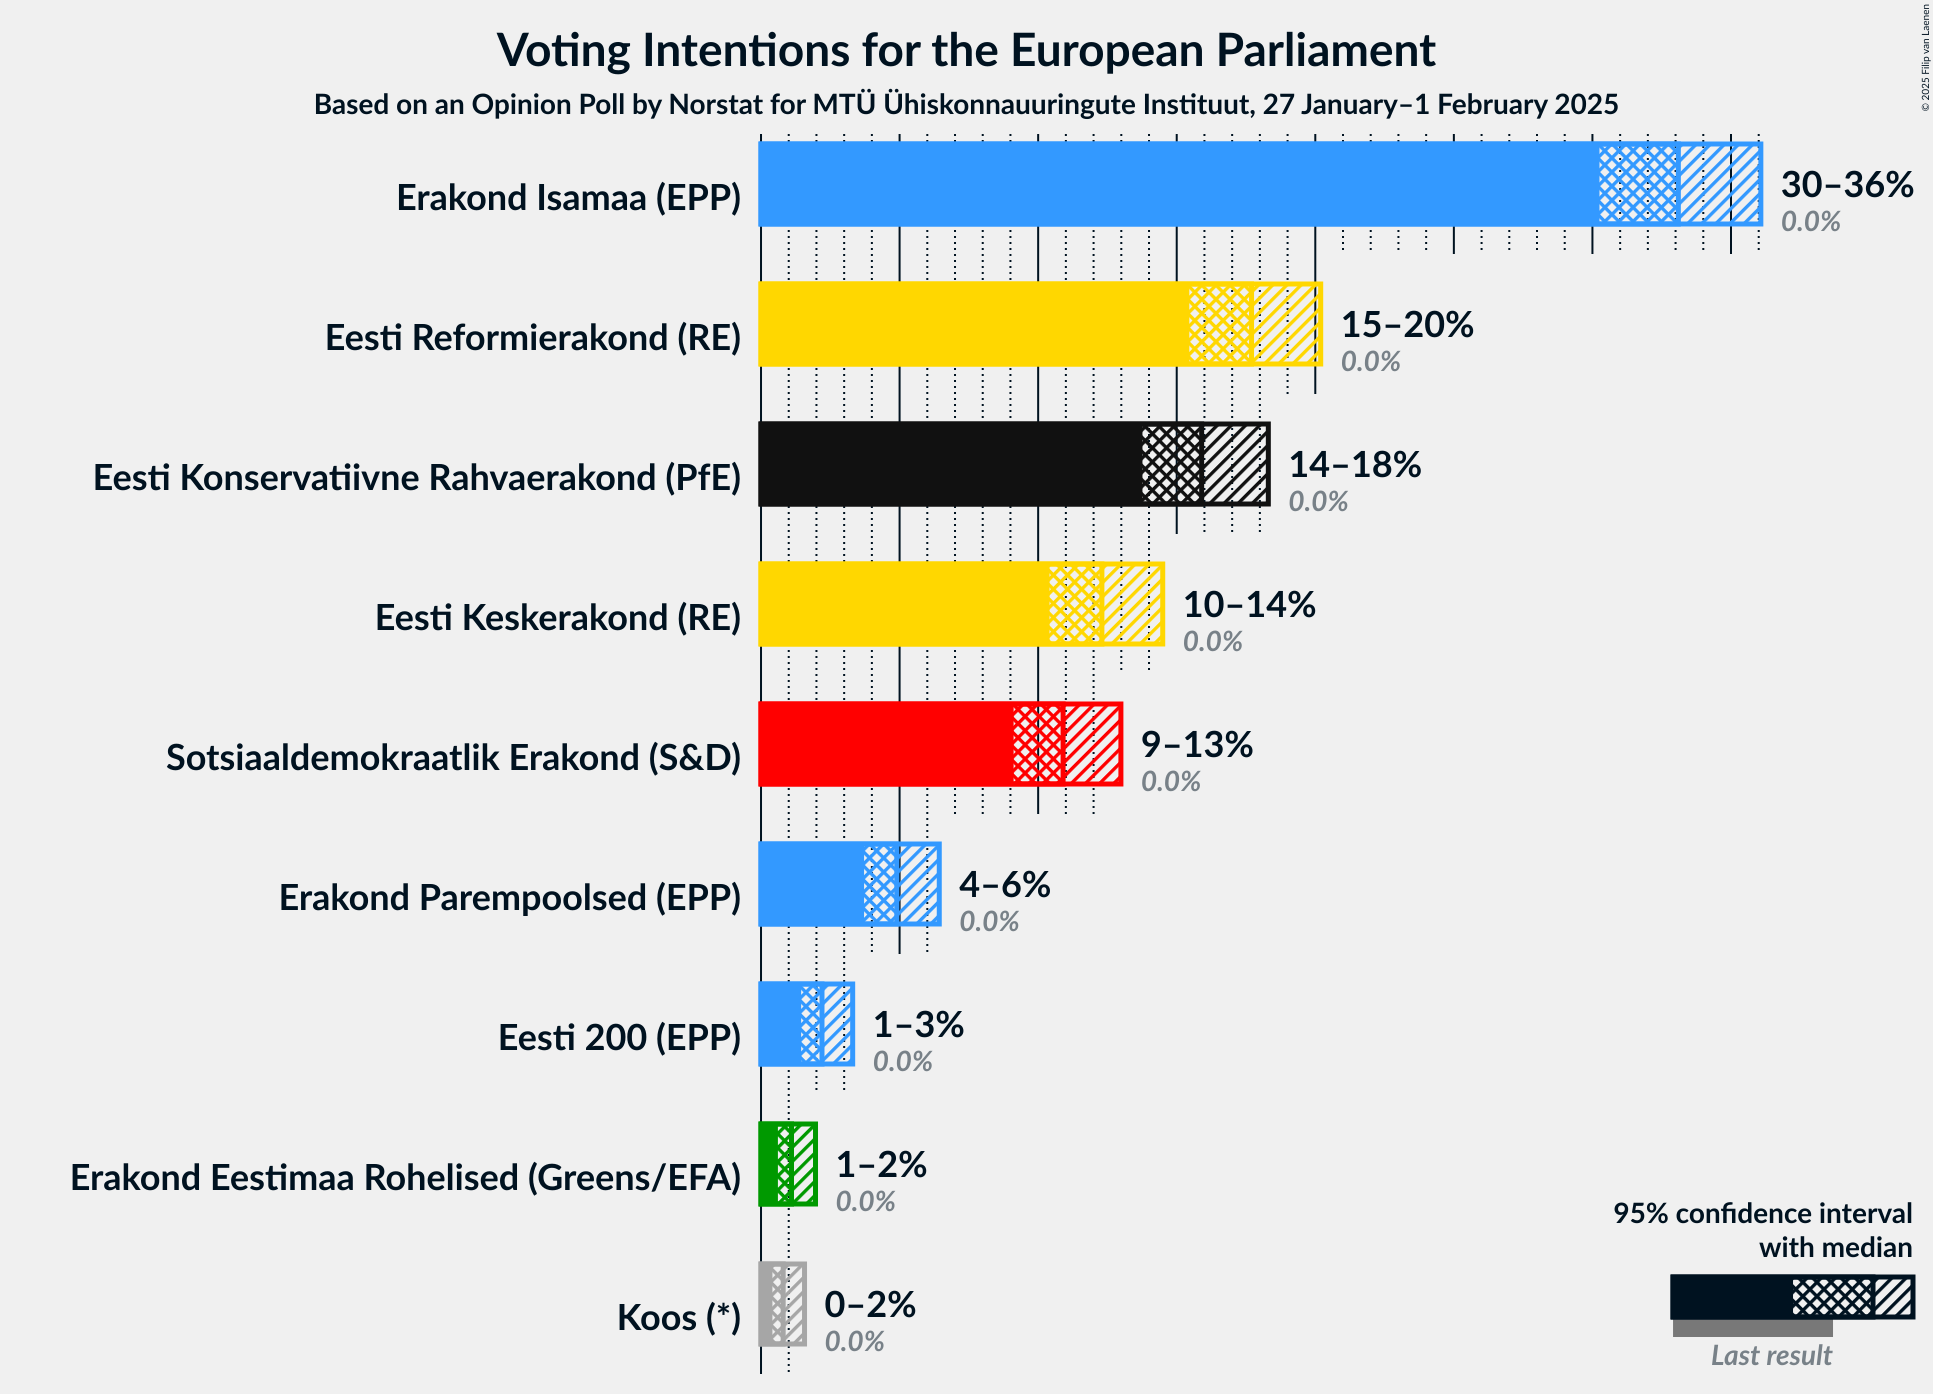 Voting Intentions for the European Parliament
Based on an Opinion Poll by Norstat for MTÜ Ühiskonnauuringute Instituut, 27 January–1 February 2025
© 2025 Filip van Laenen
Erakond Isamaa (EPP)
30–36%
0.0%
Eesti Reformierakond (RE)
15–20%
0.0%
Eesti Konservatiivne Rahvaerakond (PfE)
14–18%
0.0%
Eesti Keskerakond (RE)
10–14%
0.0%
Sotsiaaldemokraatlik Erakond (S&D)
9–13%
0.0%
Erakond Parempoolsed (EPP)
4–6%
0.0%
Eesti 200 (EPP)
1–3%
0.0%
Erakond Eestimaa Rohelised (Greens/EFA)
1–2%
0.0%
Koos (*)
0–2%
0.0%
95% confidence interval
with median
Last result